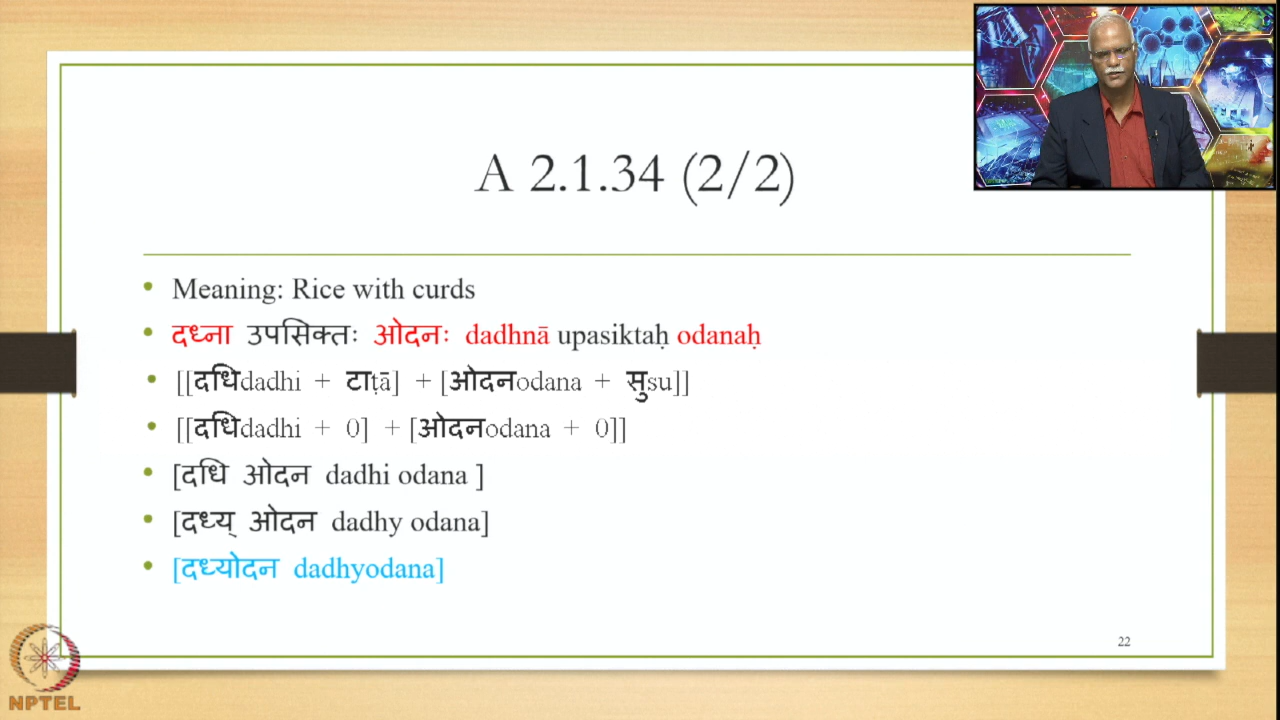 A 2.1.34 (2/2)
• Meaning: Rice with curds
• दध्ना उपसिक्तः ओदनः dadhnā upasiktaḥ odanaḥ
• [[दधिdadhi + टाṭā] + [ओदनodana + सुsu]]
• [[दधिdadhi + 0] + [ओदनodana + 0]]
• [दधि ओदन dadhi odana ]
• [दध्य् ओदन dadhy odana]
• [दध्योदन dadhyodana]
22
NPTEL